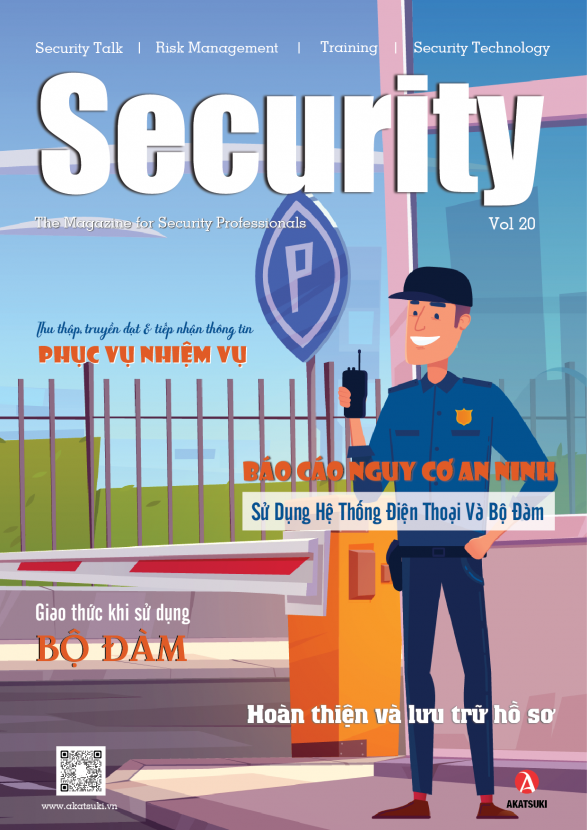 Security Talk | Risk Management | Training | Security Technology
Security
The Magazine for Security Professionals
Vol 20
P
Thu thập, truyền đạt & tiếp nhận thông tin
PHỤC VỤ NHIỆM VỤ
BÁO CÁO NGUY CƠ AN NINH
Sử Dụng Hệ Thống Điện Thoại Và Bộ Đàm
Giao thức khi sử dụng
BỘ ĐÀM
Hoàn thiện và lưu trữ hồ sơ
www.akatsuki.vn
AKATSUKI